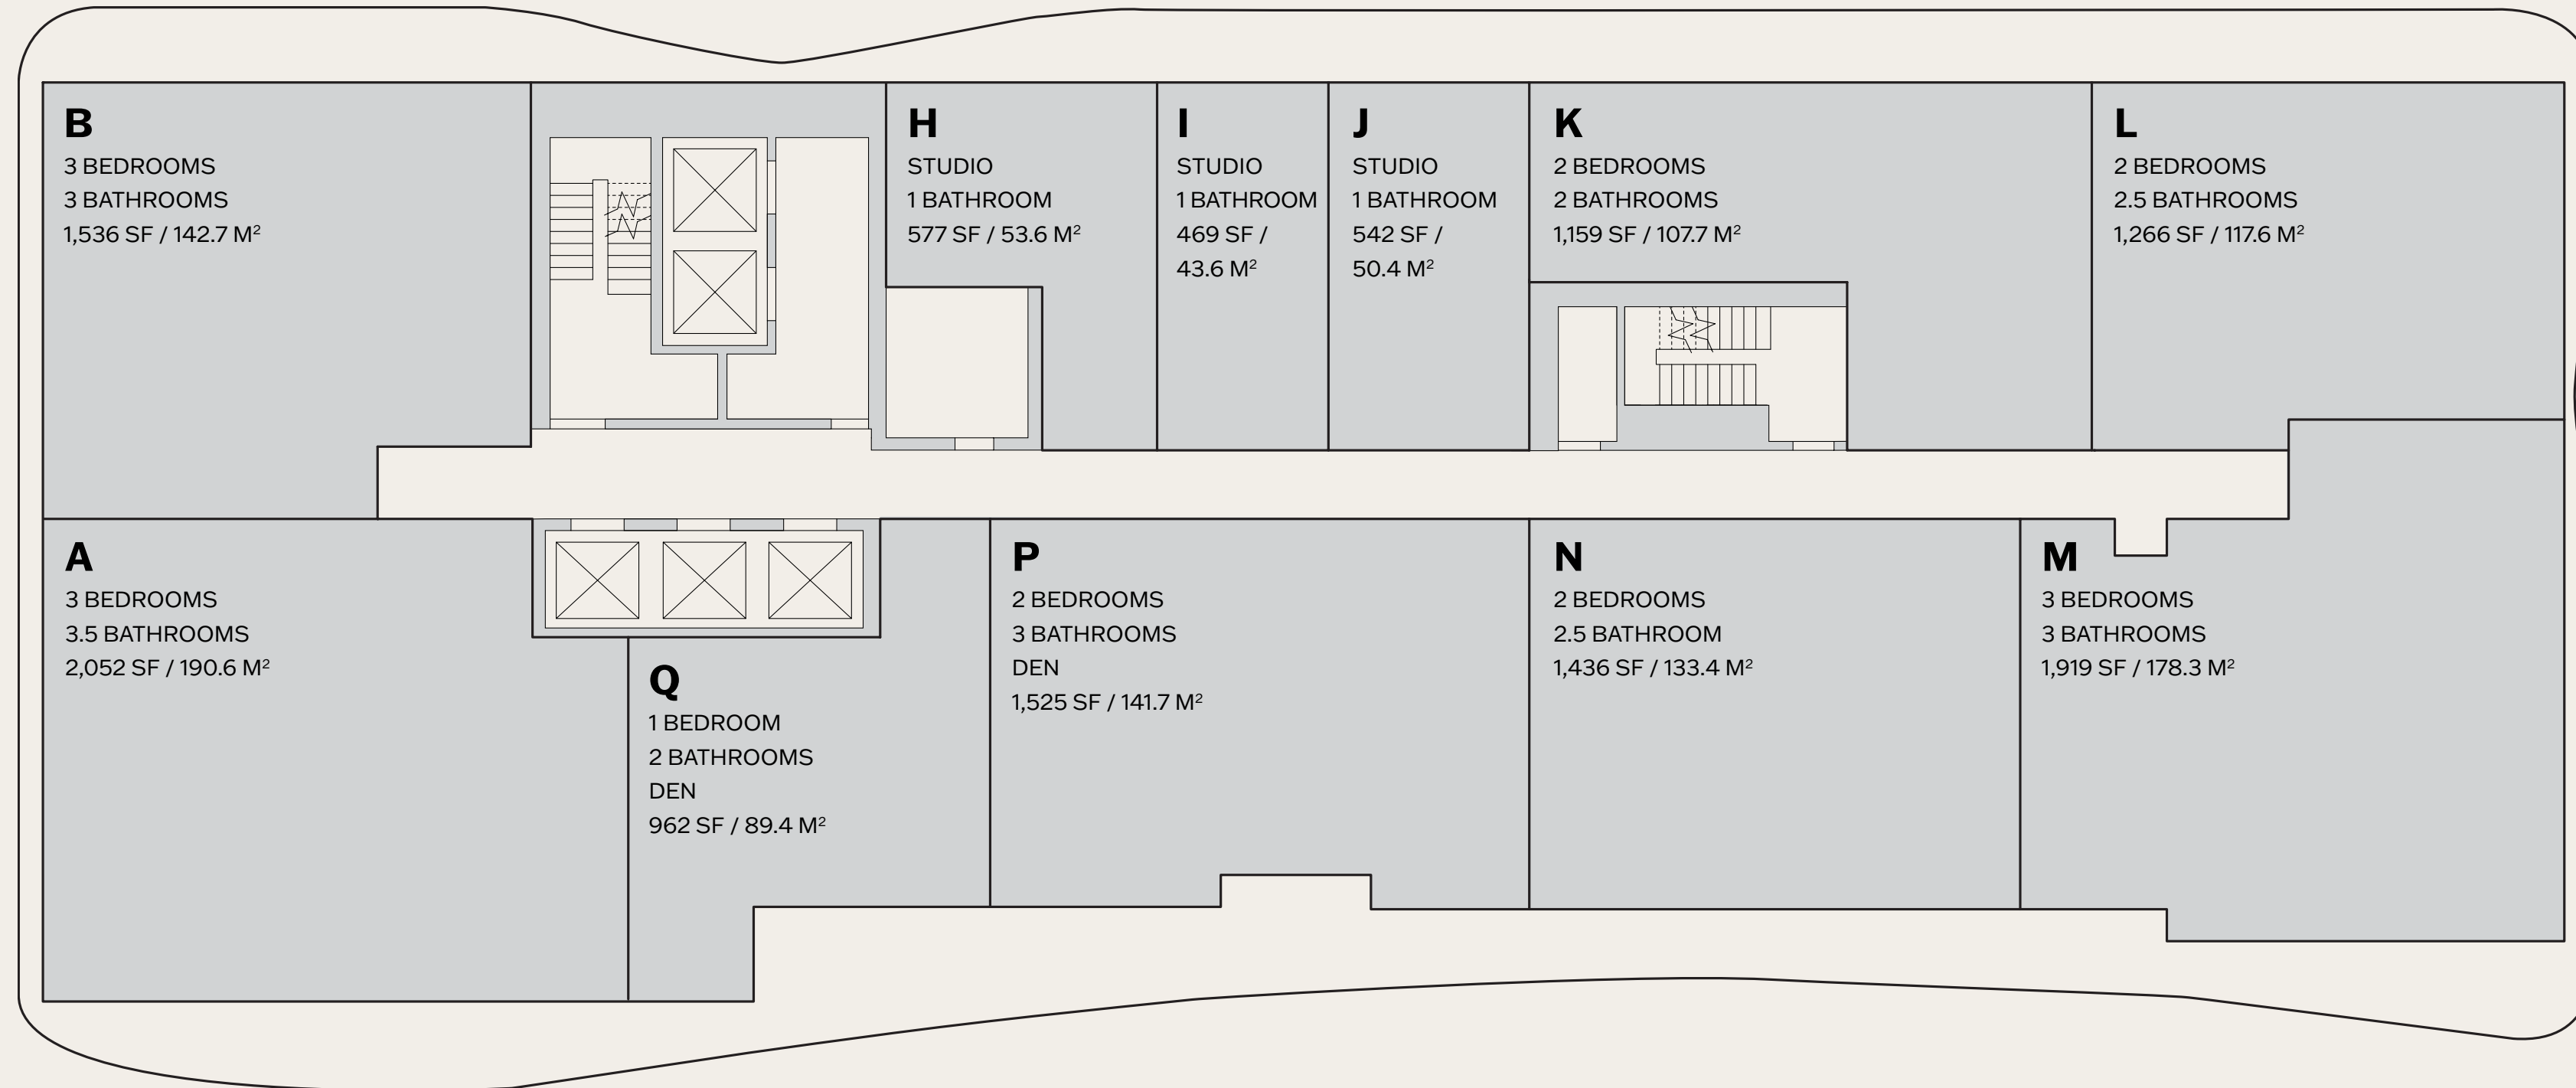 B
3 BEDROOMS
3 BATHROOMS
1,536 SF / 142.7 M²
H
STUDIO
1 BATHROOM
577 SF / 53.6 M²
I
STUDIO
1 BATHROOM
469 SF /
43.6 M²
J
STUDIO
1 BATHROOM
542 SF /
50.4 M²
K
2 BEDROOMS
2 BATHROOMS
1,159 SF / 107.7 M²
L
2 BEDROOMS
2.5 BATHROOMS
1,266 SF / 117.6 M²
A
3 BEDROOMS
3.5 BATHROOMS
2,052 SF / 190.6 M²
Q
1 BEDROOM
2 BATHROOMS
DEN
962 SF / 89.4 M²
P
2 BEDROOMS
3 BATHROOMS
DEN
1,525 SF / 141.7 M²
N
2 BEDROOMS
2.5 BATHROOM
1,436 SF / 133.4 M²
M
3 BEDROOMS
3 BATHROOMS
1,919 SF / 178.3 M²